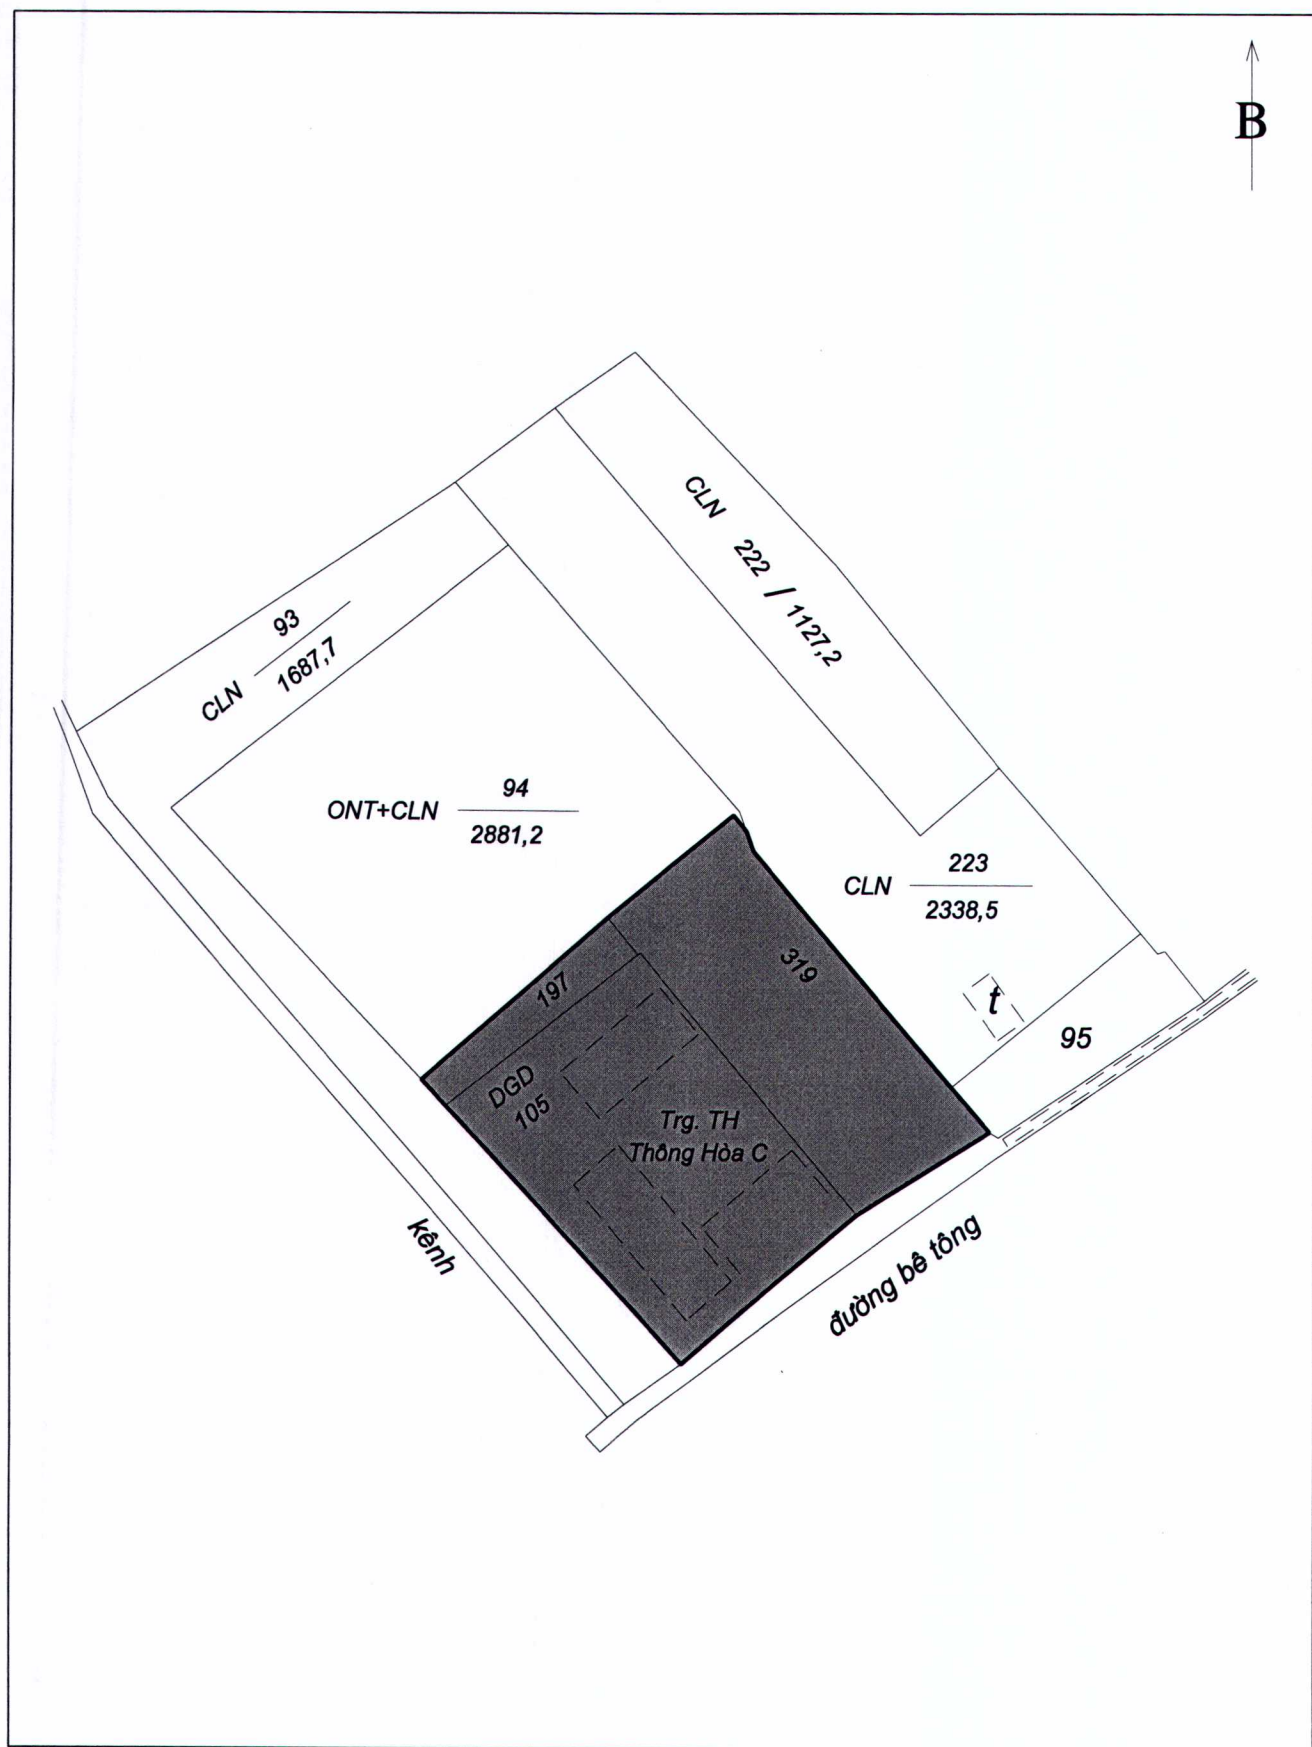 B
CLN 222 / 1127,2
93
CLN
1687,7
94
ONT+CLN
2881,2
223
CLN
2338,5
319
197
t
95
DGD
105
Trg. TH
Thông Hòa C
kênh
đường bê tông